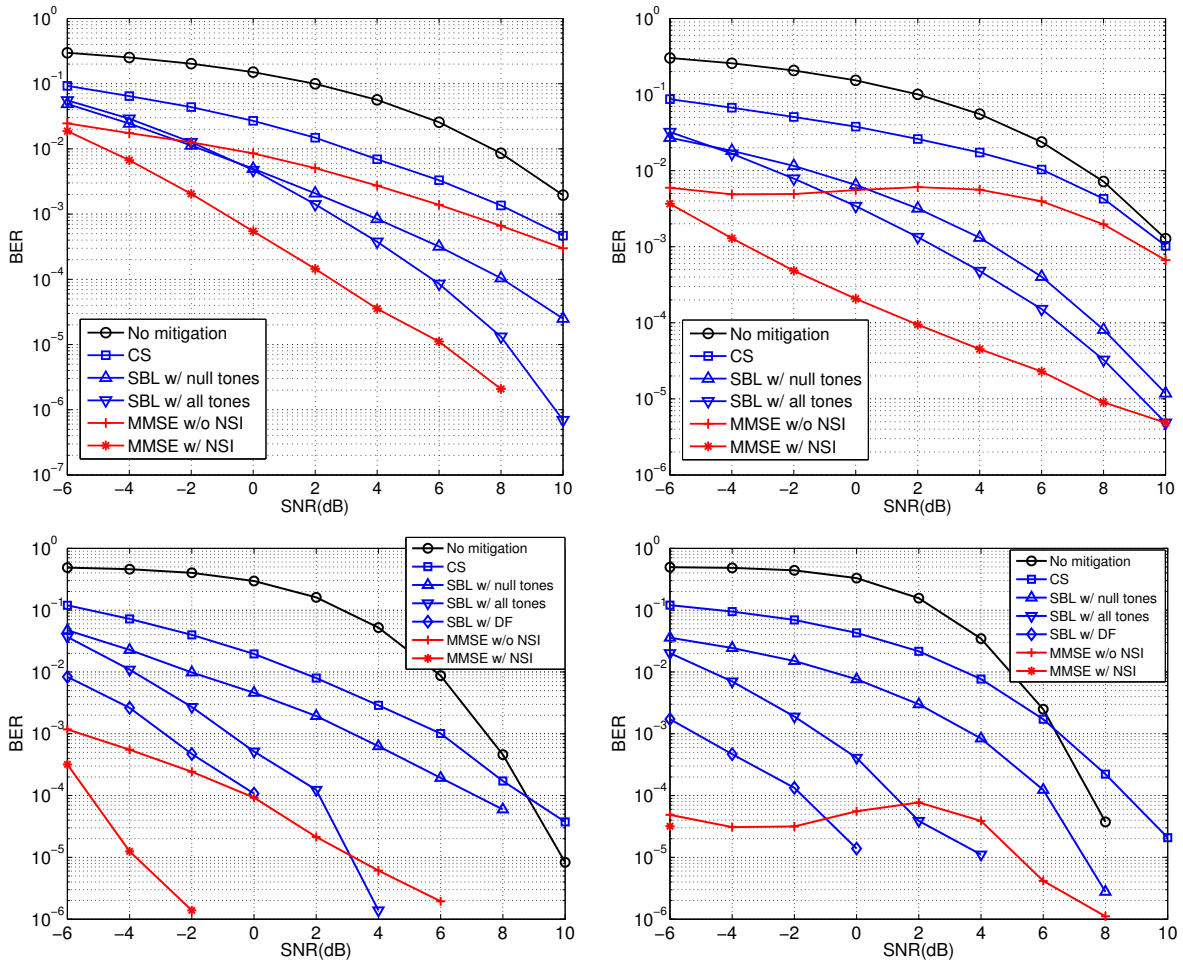 10^0
10^-1
10^-2
10^-3
10^-4
10^-5
10^-6
10^-7
BER
−6 −4 −2 0 2 4 6 8 10
SNR(dB)
No mitigation
CS
SBL w/ null tones
SBL w/ all tones
MMSE w/o NSI
MMSE w/ NSI
10^0
10^-1
10^-2
10^-3
10^-4
10^-5
10^-6
BER
−6 −4 −2 0 2 4 6 8 10
SNR(dB)
No mitigation
CS
SBL w/ null tones
SBL w/ all tones
MMSE w/o NSI
MMSE w/ NSI
10^0
10^-1
10^-2
10^-3
10^-4
10^-5
10^-6
BER
−6 −4 −2 0 2 4 6 8 10
SNR(dB)
No mitigation
CS
SBL w/ null tones
SBL w/ all tones
SBL w/ DF
MMSE w/o NSI
MMSE w/ NSI
10^0
10^-1
10^-2
10^-3
10^-4
10^-5
10^-6
BER
−6 −4 −2 0 2 4 6 8 10
SNR(dB)
No mitigation
CS
SBL w/ null tones
SBL w/ all tones
SBL w/ DF
MMSE w/o NSI
MMSE w/ NSI